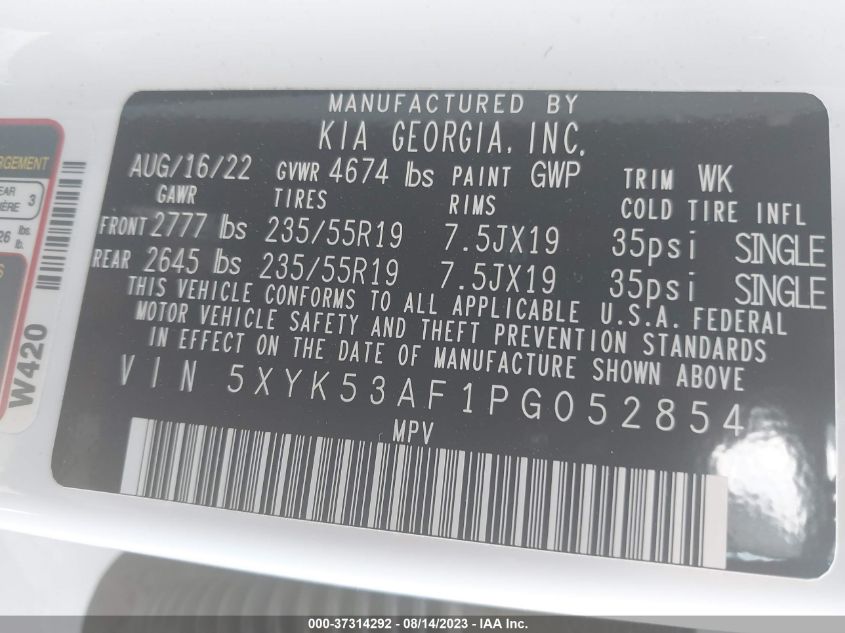 MANUFACTURED BY
KIA GEORGIA, INC.
AUG/16/22 GVWR 4674 lbs PAINT GWP TRIM WK
GAWR TIRES RIMS COLD TIRE INFL
FRONT 2777 lbs 235/55R19 7.5JX19 35psi SINGLE
REAR 2645 lbs 235/55R19 7.5JX19 35psi SINGLE
THIS VEHICLE CONFORMS TO ALL APPLICABLE U.S.A. FEDERAL
MOTOR VEHICLE SAFETY AND THEFT PREVENTION STANDARDS
IN EFFECT ON THE DATE OF MANUFACTURE SHOWN ABOVE.
VIN 5XYK53AF1PG052854
MPV
3
lbs.
lb.
W420
000-37314292 - 08/14/2023 - IAA Inc.